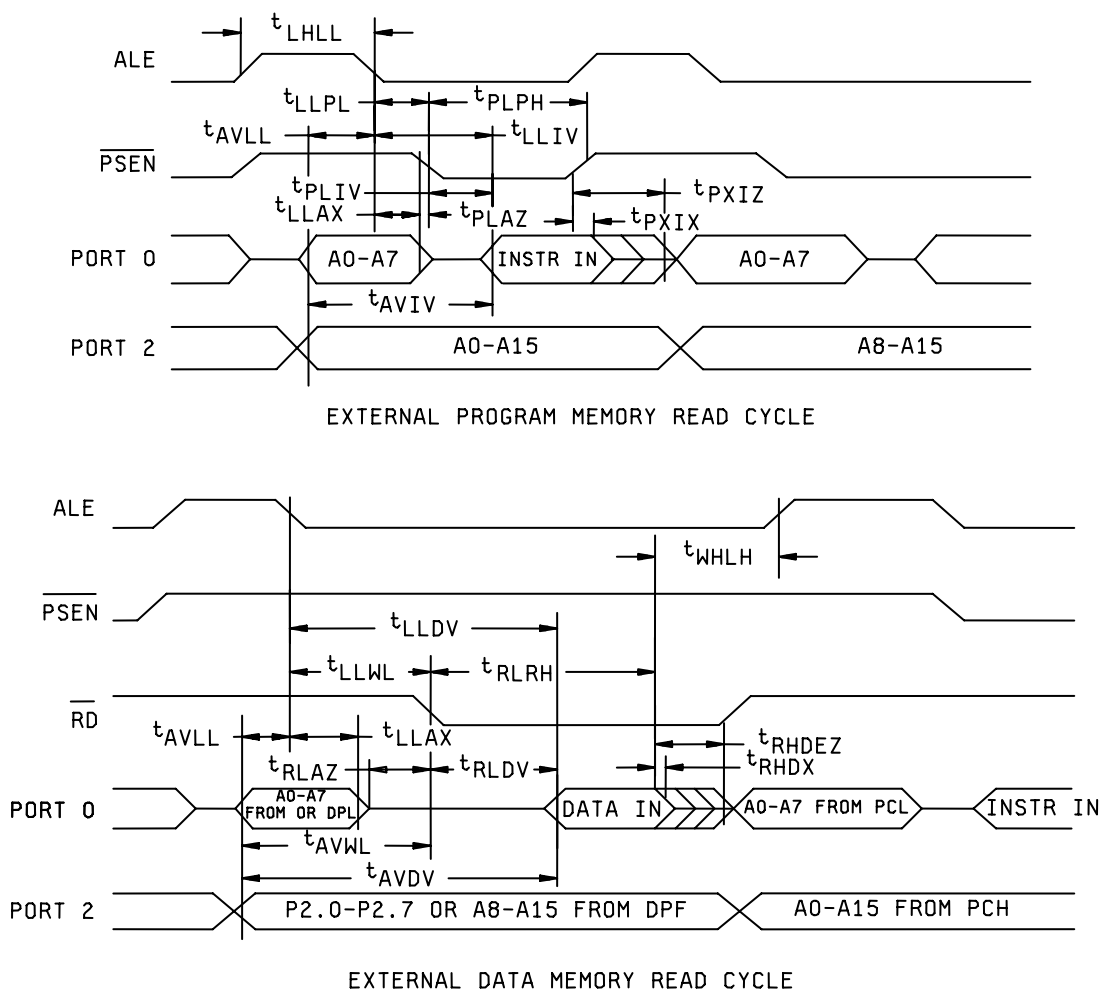 tLHLL
ALE
tLLPL tPLPH
tAVLL tLLIV
PSEN
tPLIV tPXIZ
tLLAX tPLAZ tPXIX
PORT 0 A0-A7 INSTR IN A0-A7
tAVIV
PORT 2 A0-A15 A8-A15
EXTERNAL PROGRAM MEMORY READ CYCLE
ALE
tWHLH
PSEN
tLLDV
tLLWL tRLRH
RD
tAVLL tLLAX tRHDEZ
tRLAZ tRLDV tRHDX
PORT 0 A0-A7 FROM OR DPL DATA IN A0-A7 FROM PCL INSTR IN
tAVWL
tAVDV
PORT 2 P2.0-P2.7 OR A8-A15 FROM DPF A0-A15 FROM PCH
EXTERNAL DATA MEMORY READ CYCLE